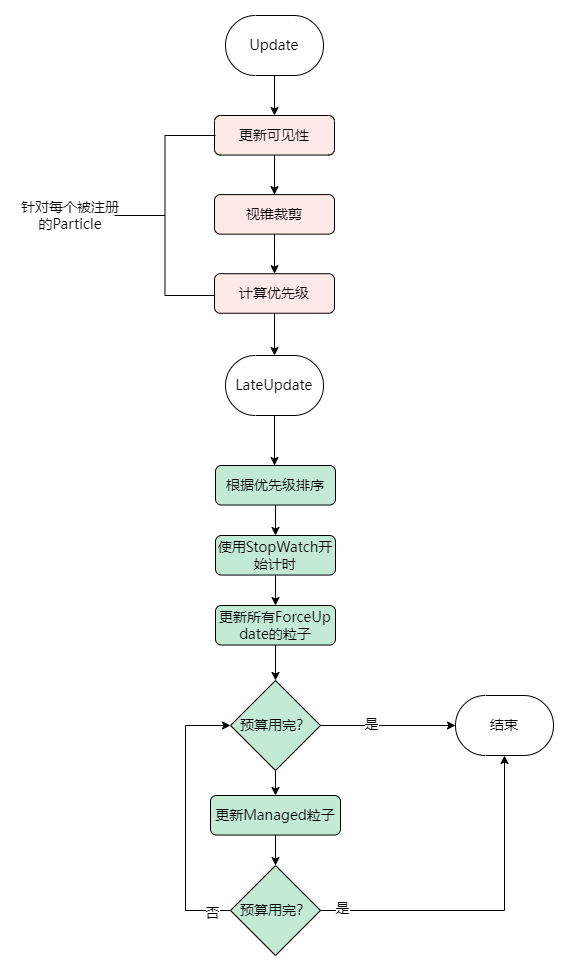 Update
更新可见性
针对每个被注册
的Particle
视锥裁剪
计算优先级
LateUpdate
根据优先级排序
使用StopWatch开
始计时
更新所有ForceUp
date的粒子
预算用完?
是
结束
更新Managed粒子
预算用完?
否
是